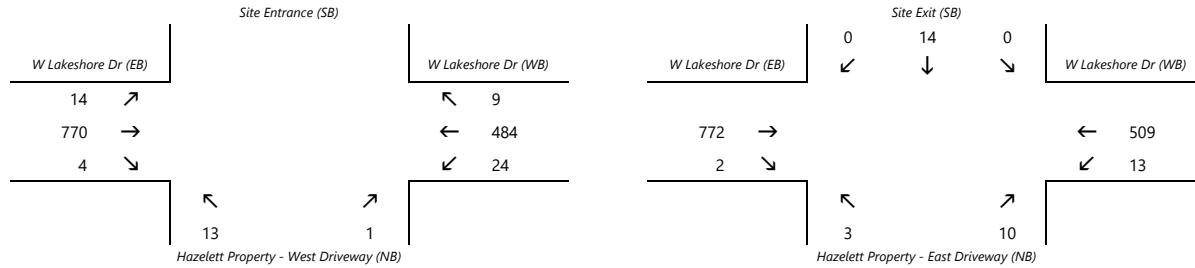 Site Entrance (SB)
W Lakeshore Dr (EB)
W Lakeshore Dr (WB)
14
770
4
9
484
24
13 1
Hazelett Property - West Driveway (NB)
Site Exit (SB)
0 14 0
W Lakeshore Dr (EB)
W Lakeshore Dr (WB)
772
2
509
13
3 10
Hazelett Property - East Driveway (NB)